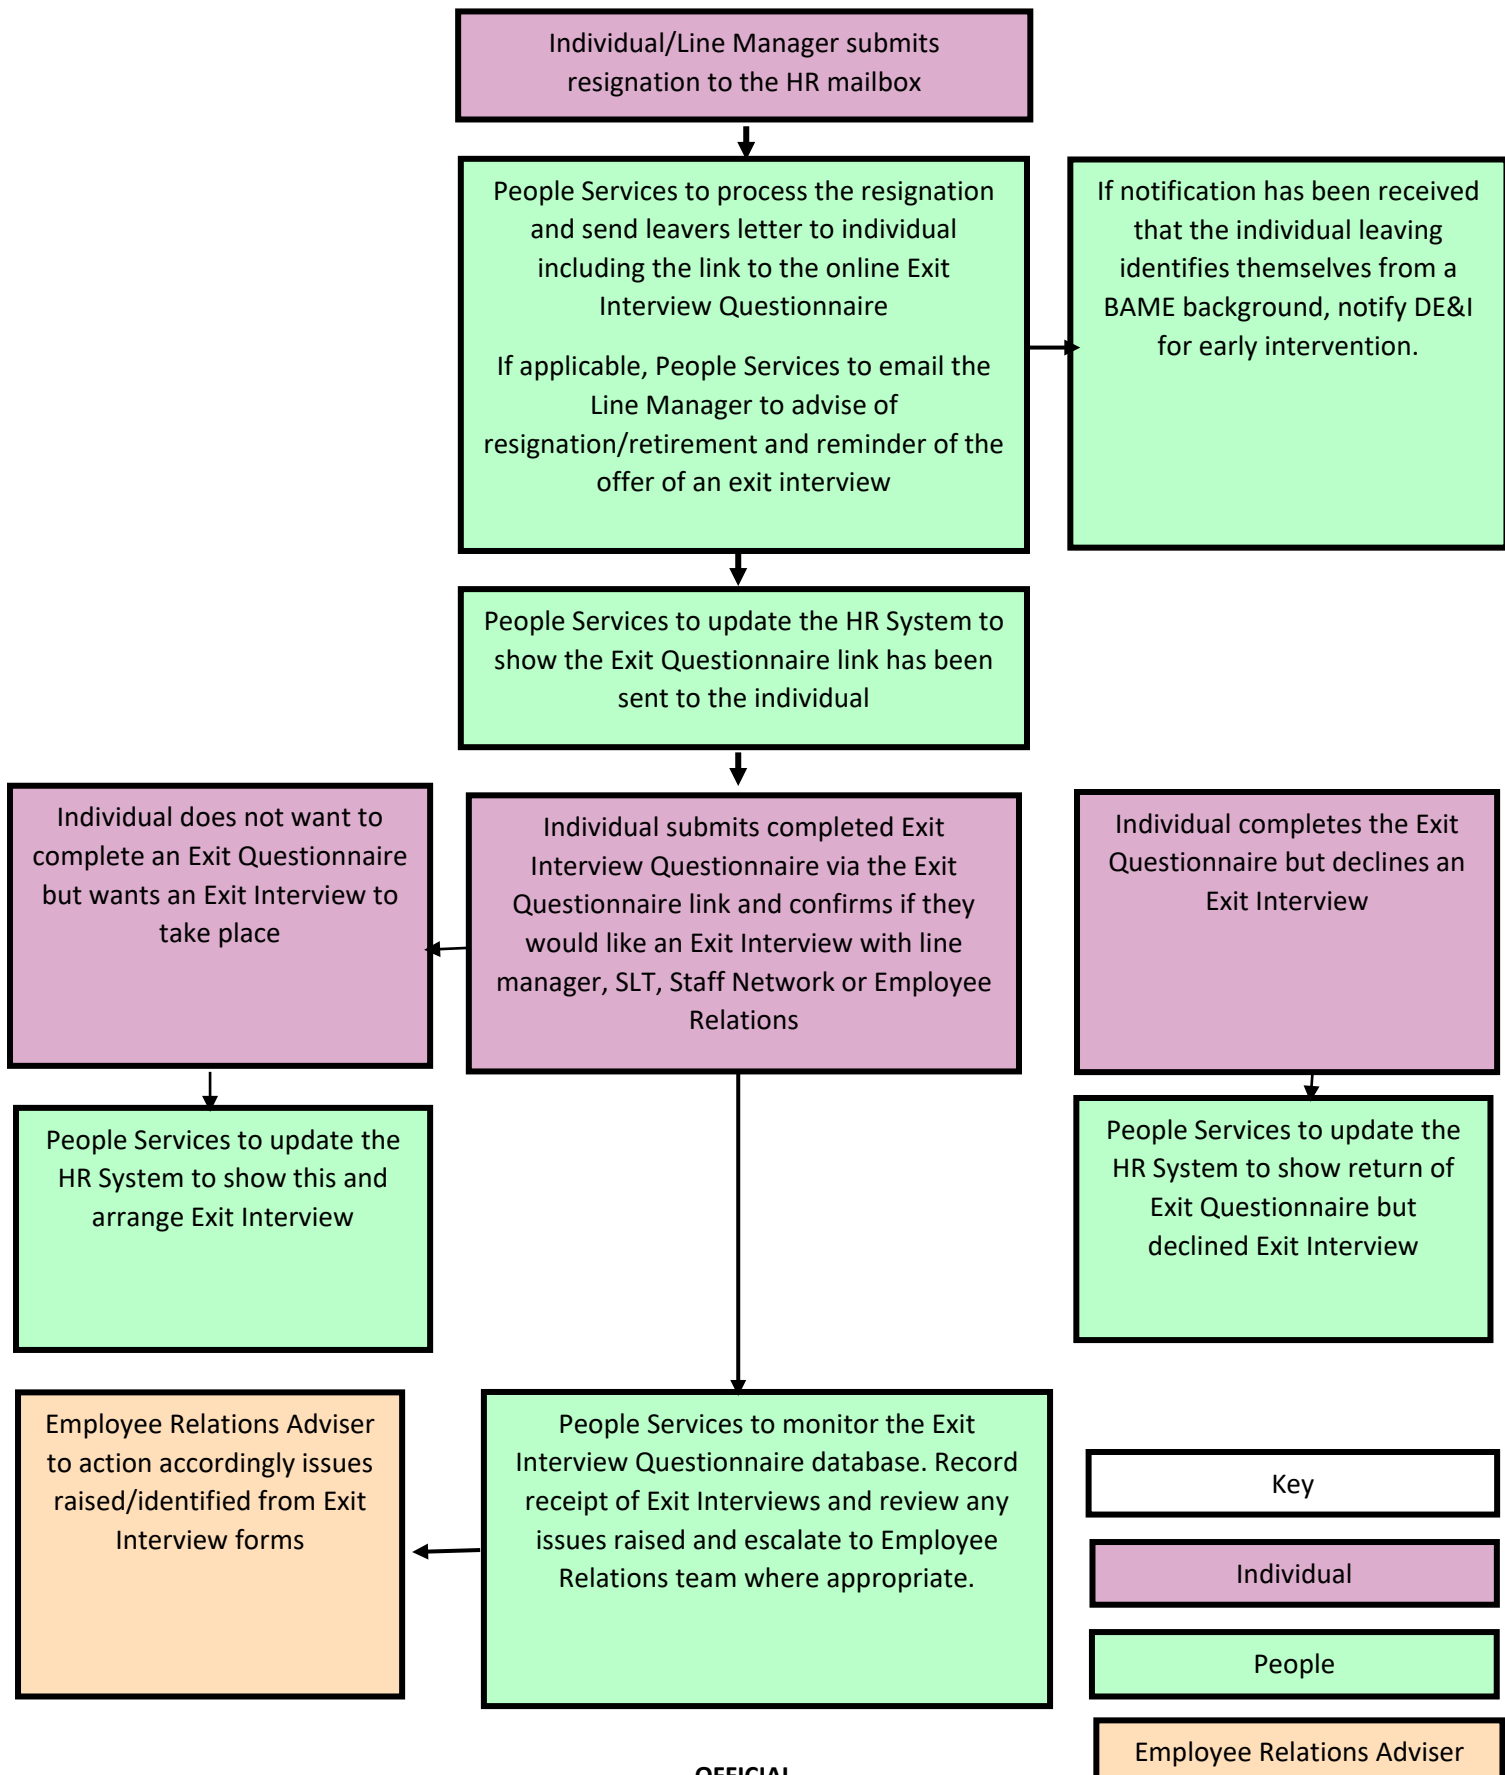 Individual/Line Manager submits
resignation to the HR mailbox
People Services to process the resignation
and send leavers letter to individual
including the link to the online Exit
Interview Questionnaire
If applicable, People Services to email the
Line Manager to advise of
resignation/retirement and reminder of the
offer of an exit interview
If notification has been received
that the individual leaving
identifies themselves from a
BAME background, notify DE&I
for early intervention.
People Services to update the HR System to
show the Exit Questionnaire link has been
sent to the individual
Individual does not want to
complete an Exit Questionnaire
but wants an Exit Interview to
take place
Individual submits completed Exit
Interview Questionnaire via the Exit
Questionnaire link and confirms if they
would like an Exit Interview with line
manager, SLT, Staff Network or Employee
Relations
Individual completes the Exit
Questionnaire but declines an
Exit Interview
People Services to update the
HR System to show this and
arrange Exit Interview
People Services to update the
HR System to show return of
Exit Questionnaire but
declined Exit Interview
Employee Relations Adviser
to action accordingly issues
raised/identified from Exit
Interview forms
People Services to monitor the Exit
Interview Questionnaire database. Record
receipt of Exit Interviews and review any
issues raised and escalate to Employee
Relations team where appropriate.
Key
Individual
People
Employee Relations Adviser
OFFICIAL